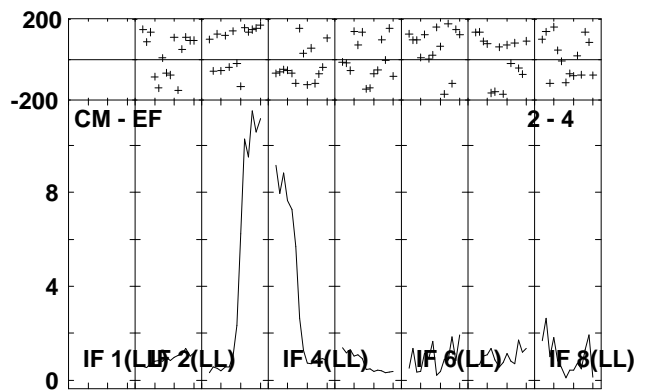 200
-200
CM - EF 2 - 4
8
4
0
IF 1(LL) IF 2(LL) IF 4(LL) IF 6(LL) IF 8(LL)